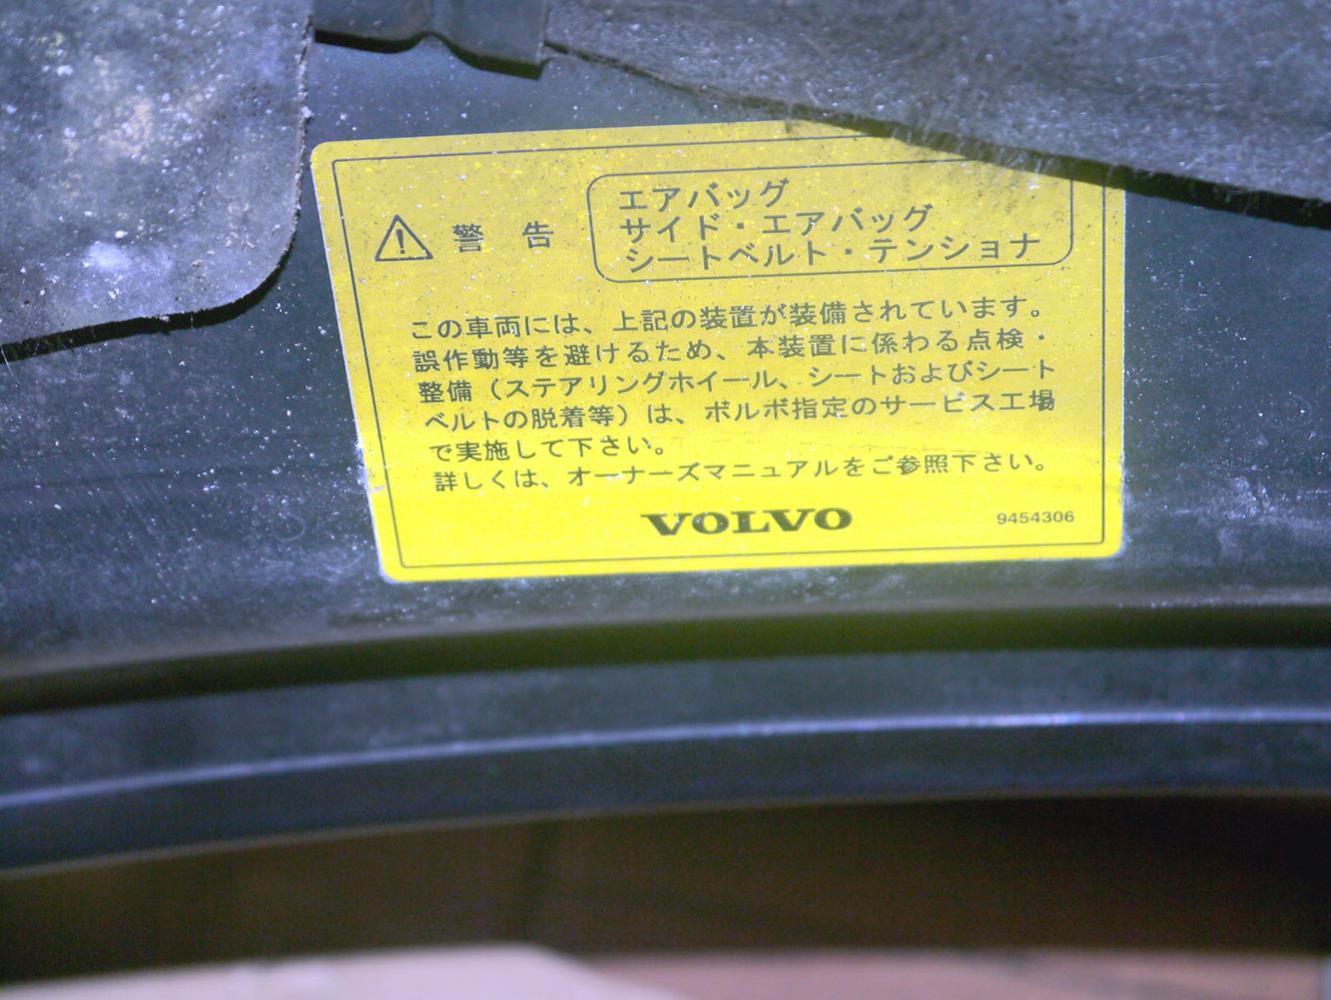 警告
エアバッグ
サイド・エアバッグ
シートベルト・テンショナ
この車両には、上記の装置が装備されています。
誤作動等を避けるため、本装置に係わる点検・
整備（ステアリングホイール、シートおよびシート
ベルトの脱着等）は、ボルボ指定のサービス工場
で実施して下さい。
詳しくは、オーナーズマニュアルをご参照下さい。
VOLVO
9454306